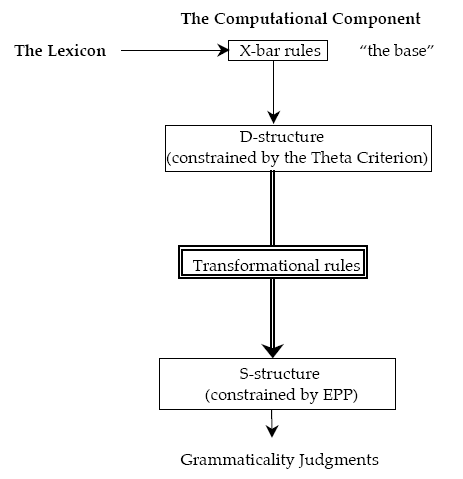 The Computational Component
The Lexicon
X-bar rules
“the base”
D-structure
(constrained by the Theta Criterion)
Transformational rules
S-structure
(constrained by EPP)
Grammaticality Judgments